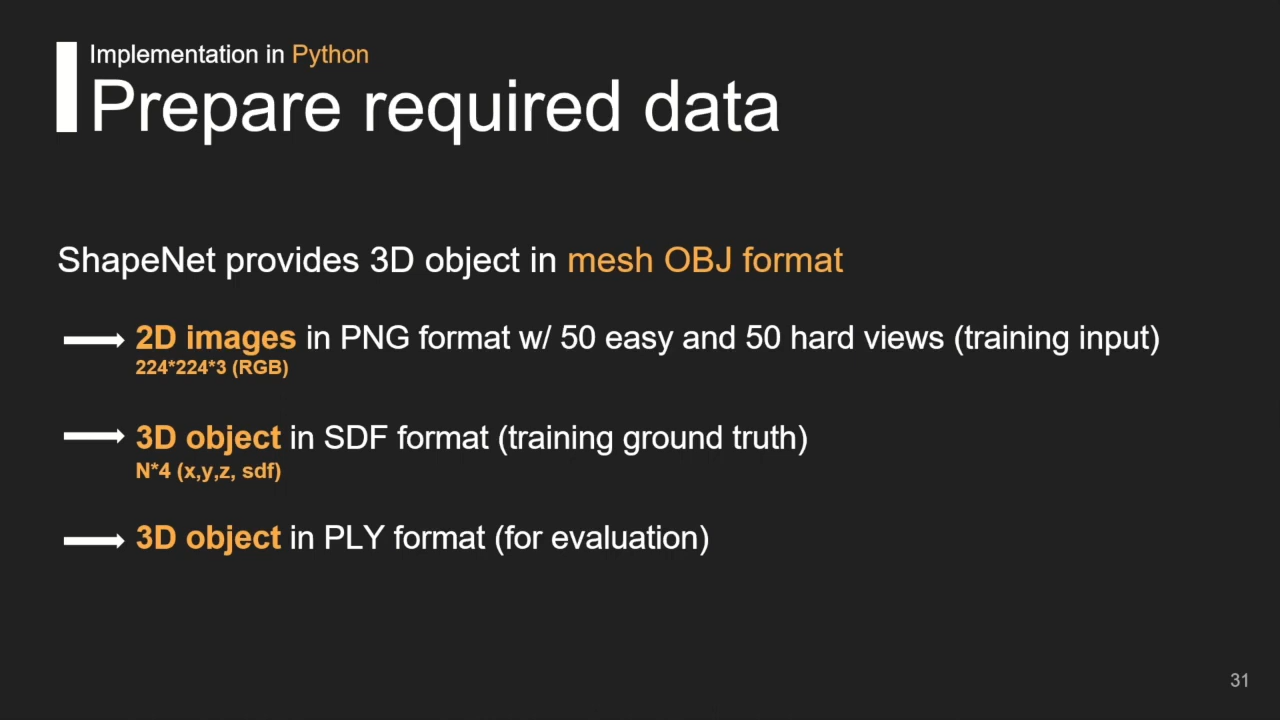 Implementation in Python
Prepare required data
ShapeNet provides 3D object in mesh OBJ format
2D images in PNG format w/ 50 easy and 50 hard views (training input)
224*224*3 (RGB)
3D object in SDF format (training ground truth)
N*4 (x,y,z, sdf)
3D object in PLY format (for evaluation)
31